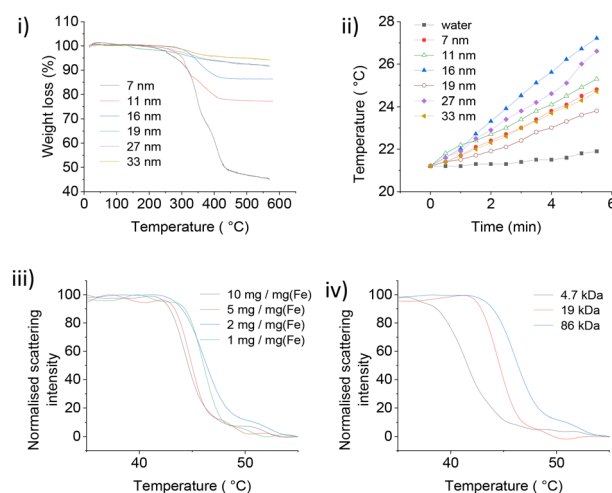 i)
100
90
80
70
60
50
40
Weight loss (%)
7 nm
11 nm
16 nm
19 nm
27 nm
33 nm
0 100 200 300 400 500 600
Temperature ( °C)
ii)
28
26
24
22
20
Temperature ( °C)
water
7 nm
11 nm
16 nm
19 nm
27 nm
33 nm
0 2 4 6
Time (min)
iii)
100
80
60
40
20
0
Normalised scattering
intensity
10 mg / mg(Fe)
5 mg / mg(Fe)
2 mg / mg(Fe)
1 mg / mg(Fe)
40 50
Temperature ( °C)
iv)
100
80
60
40
20
0
Normalised scattering
intensity
4.7 kDa
19 kDa
86 kDa
40 50
Temperature ( °C)